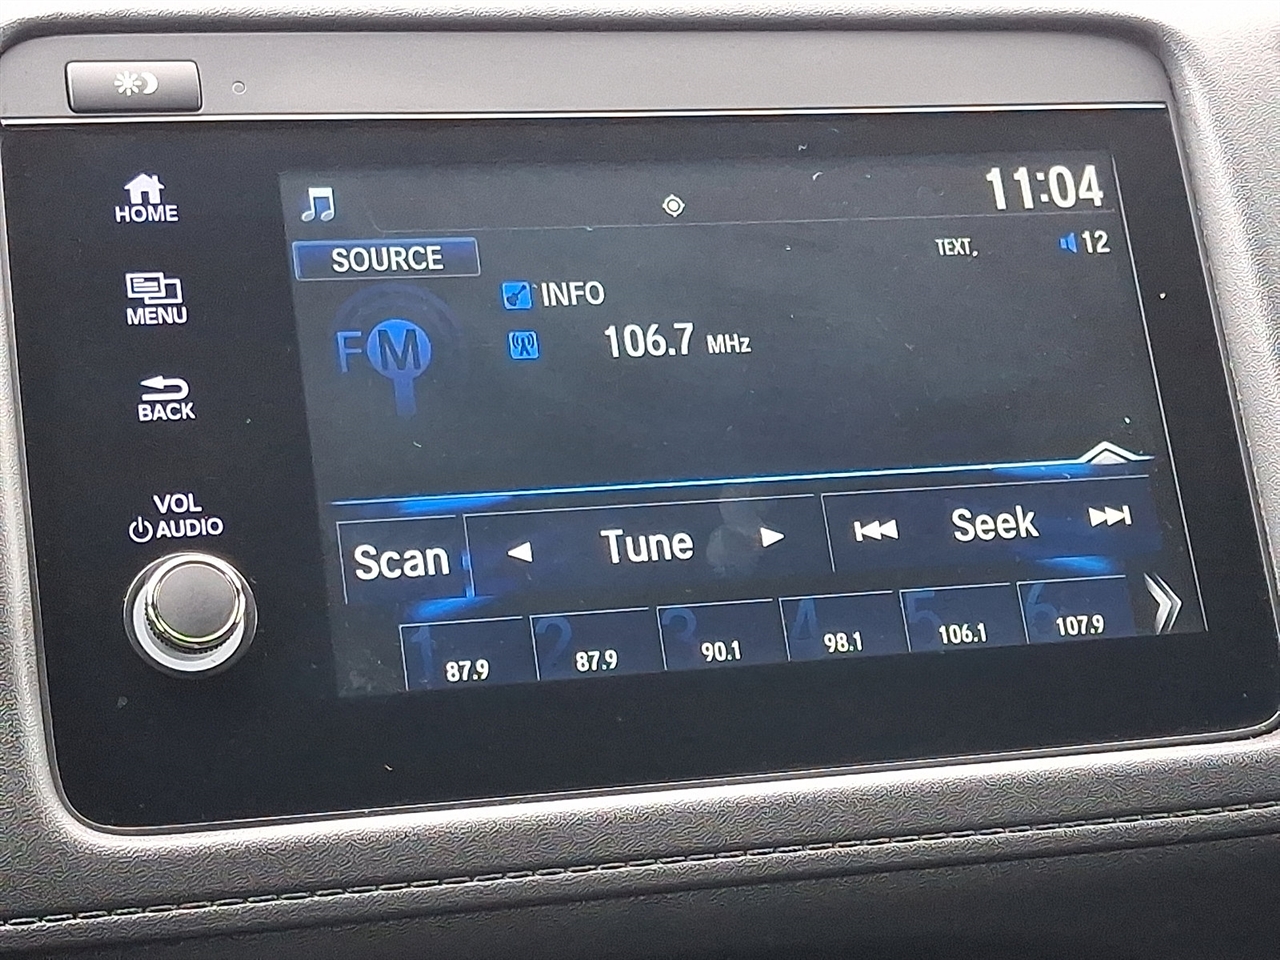 HOME
MENU
BACK
VOL
AUDIO
11:04
SOURCE
TEXT.
12
FM
INFO
106.7 MHz
Scan
Tune
Seek
1 87.9
2 87.9
3 90.1
4 98.1
5 106.1
6 107.9